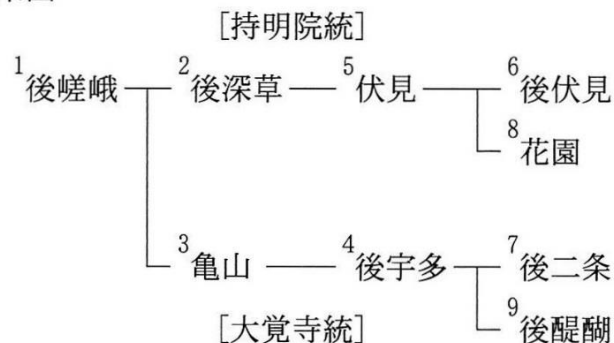 [持明院統]
1後嵯峨 2後深草 5伏見 6後伏見
8花園
3亀山 4後宇多 7後二条
[大覚寺統] 9後醍醐